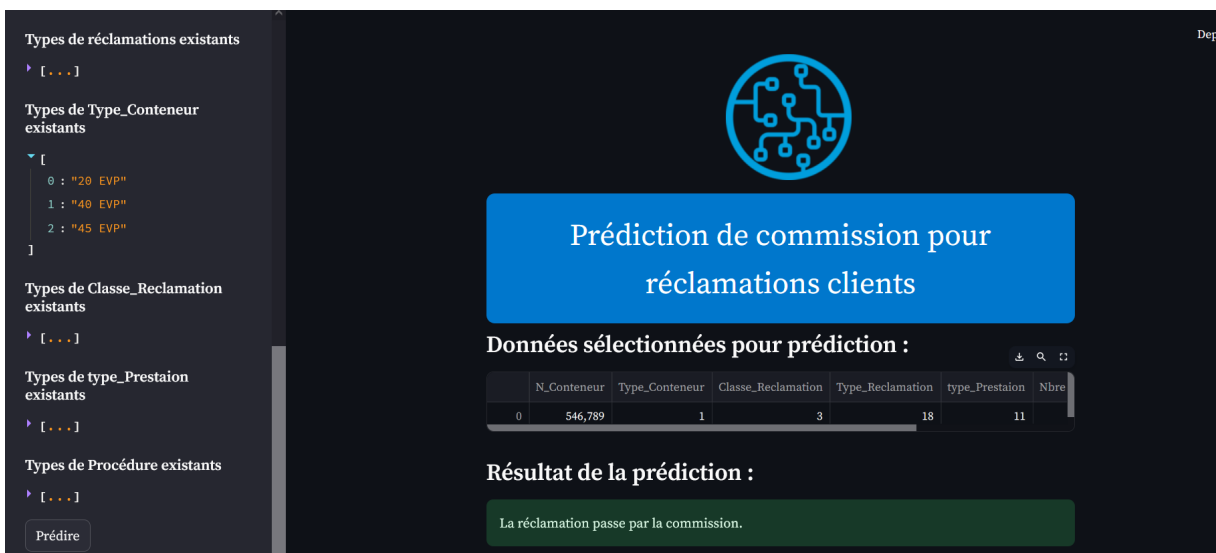 Types de réclamations existants
[...]
Types de Type_Conteneur
existants
[
0 : "20 EVP"
1 : "40 EVP"
2 : "45 EVP"
]
Types de Classe_Reclamation
existants
[...]
Types de type_Prestaion
existants
[...]
Types de Procédure existants
[...]
Prédire
Dep
Prédiction de commission pour
réclamations clients
Données sélectionnées pour prédiction :
N_Conteneur Type_Conteneur Classe_Reclamation Type_Reclamation type_Prestaion Nbre
0 546,789 1 3 18 11
Résultat de la prédiction :
La réclamation passe par la commission.